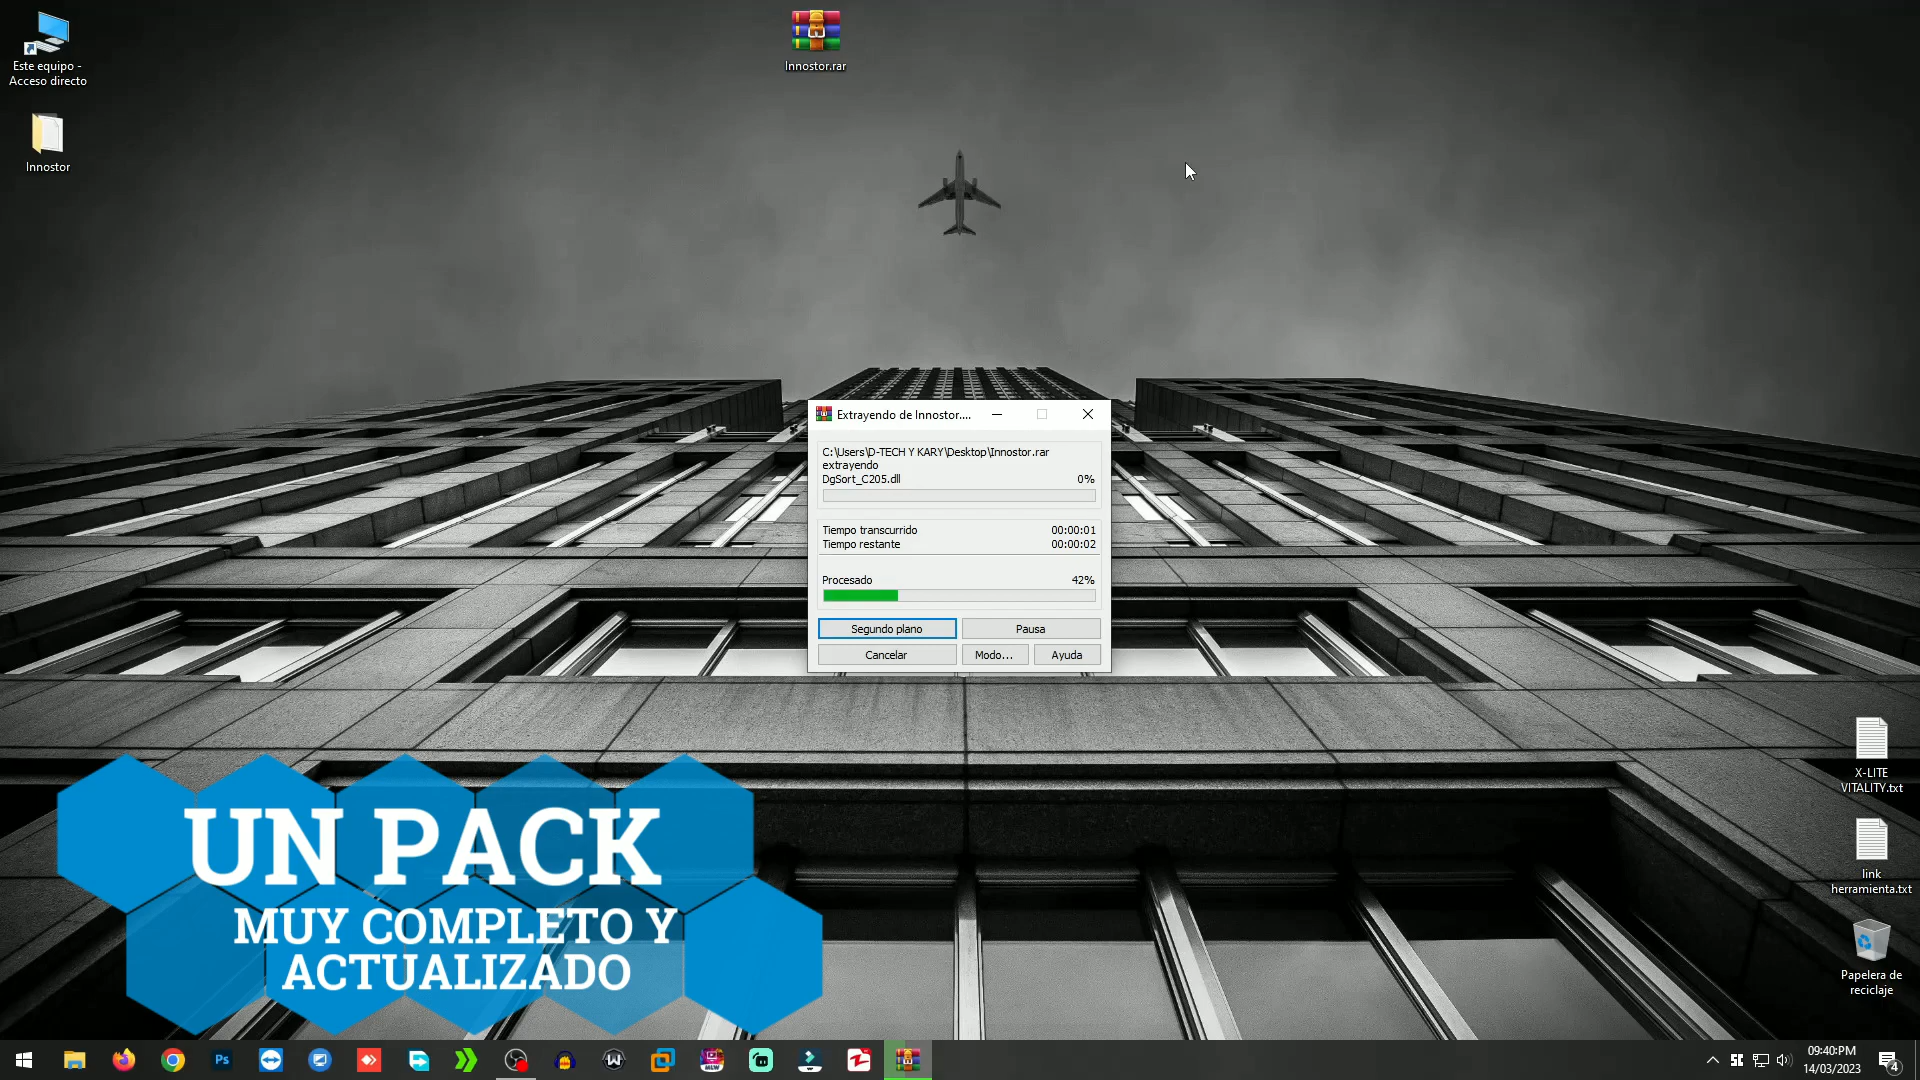 Este equipo -
Acceso directo
Innostor
Innostor.rar
Extrayendo de Innostor....
C:\Users\D-TECH Y KARY\Desktop\Innostor.rar
extrayendo
DgSort_C205.dll 0%
Tiempo transcurrido 00:00:01
Tiempo restante 00:00:02
Procesado 42%
Segundo plano Pausa
Cancelar Modo... Ayuda
X-LITE
VITALITY.txt
link
herramienta.txt
Papelera de
reciclaje
UN PACK
MUY COMPLETO Y
ACTUALIZADO
Ps
09:40:PM
14/03/2023
4